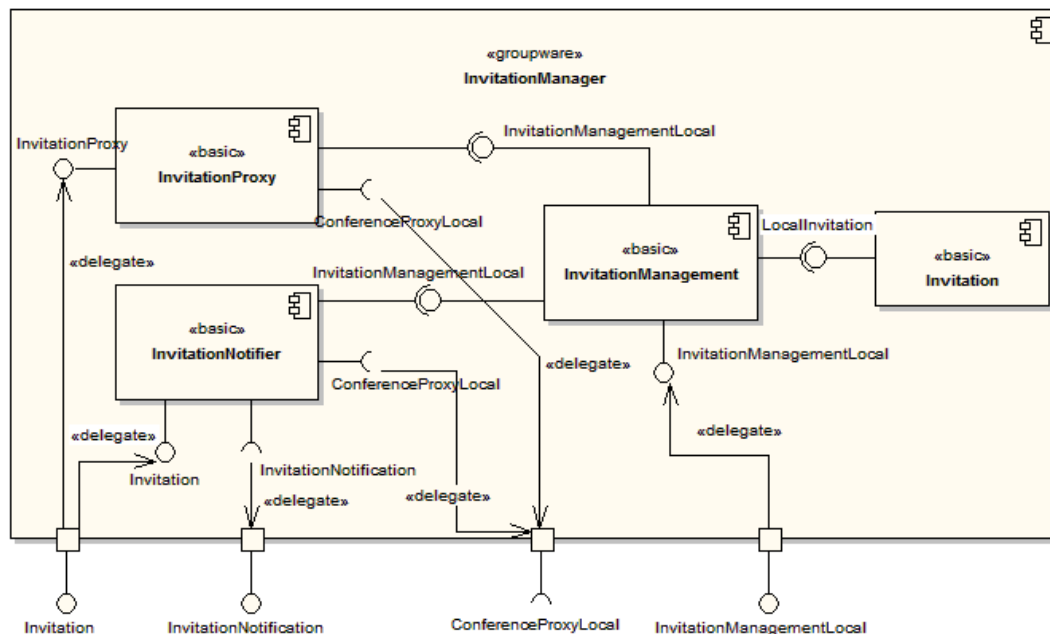 «groupware»
InvitationManager
InvitationProxy
«basic»
InvitationProxy
InvitationManagementLocal
ConferenceProxyLocal
LocalInvitation
«basic»
InvitationManagement
«basic»
Invitation
«delegate»
InvitationManagementLocal
«basic»
InvitationNotifier
«delegate»
InvitationManagementLocal
ConferenceProxyLocal
«delegate»
«delegate»
Invitation
InvitationNotification
«delegate»
«delegate»
Invitation
InvitationNotification
ConferenceProxyLocal
InvitationManagementLocal